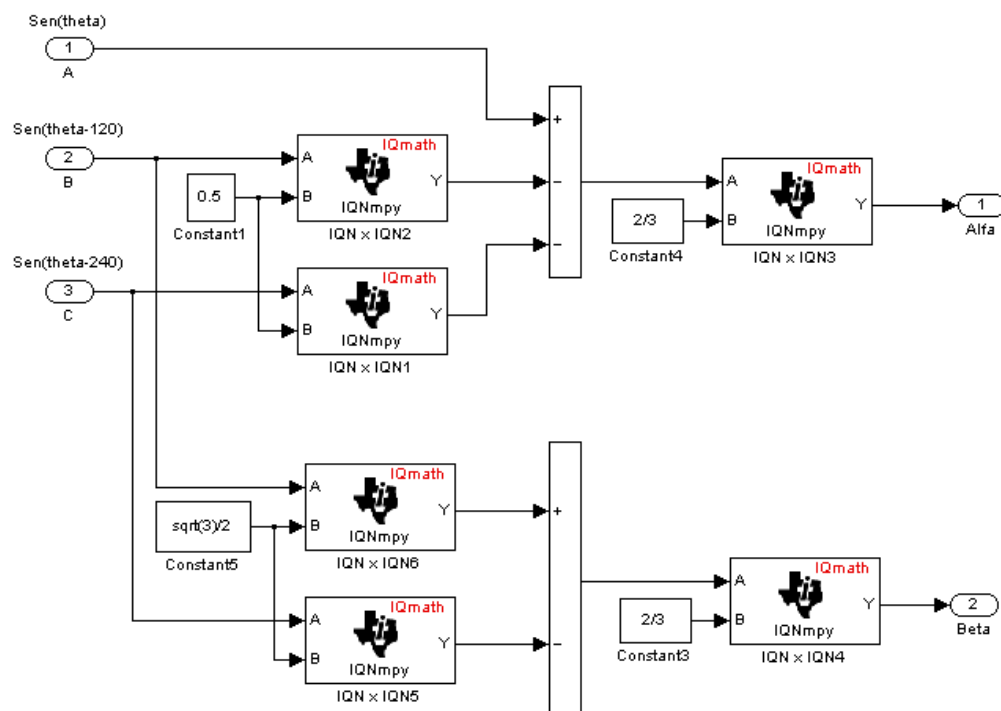 Sen(theta)
1
A
Sen(theta-120)
2
B
0.5
Constant1
A
B
IQmath
Y
IQNmpy
IQN x IQN2
+
−
−
2/3
Constant4
A
B
IQmath
Y
IQNmpy
IQN x IQN3
1
Alfa
Sen(theta-240)
3
C
A
B
IQmath
Y
IQNmpy
IQN x IQN1
sqrt(3)/2
Constant5
A
B
IQmath
Y
IQNmpy
IQN x IQN6
+
−
A
B
IQmath
Y
IQNmpy
IQN x IQN5
2/3
Constant3
A
B
IQmath
Y
IQNmpy
IQN x IQN4
2
Beta